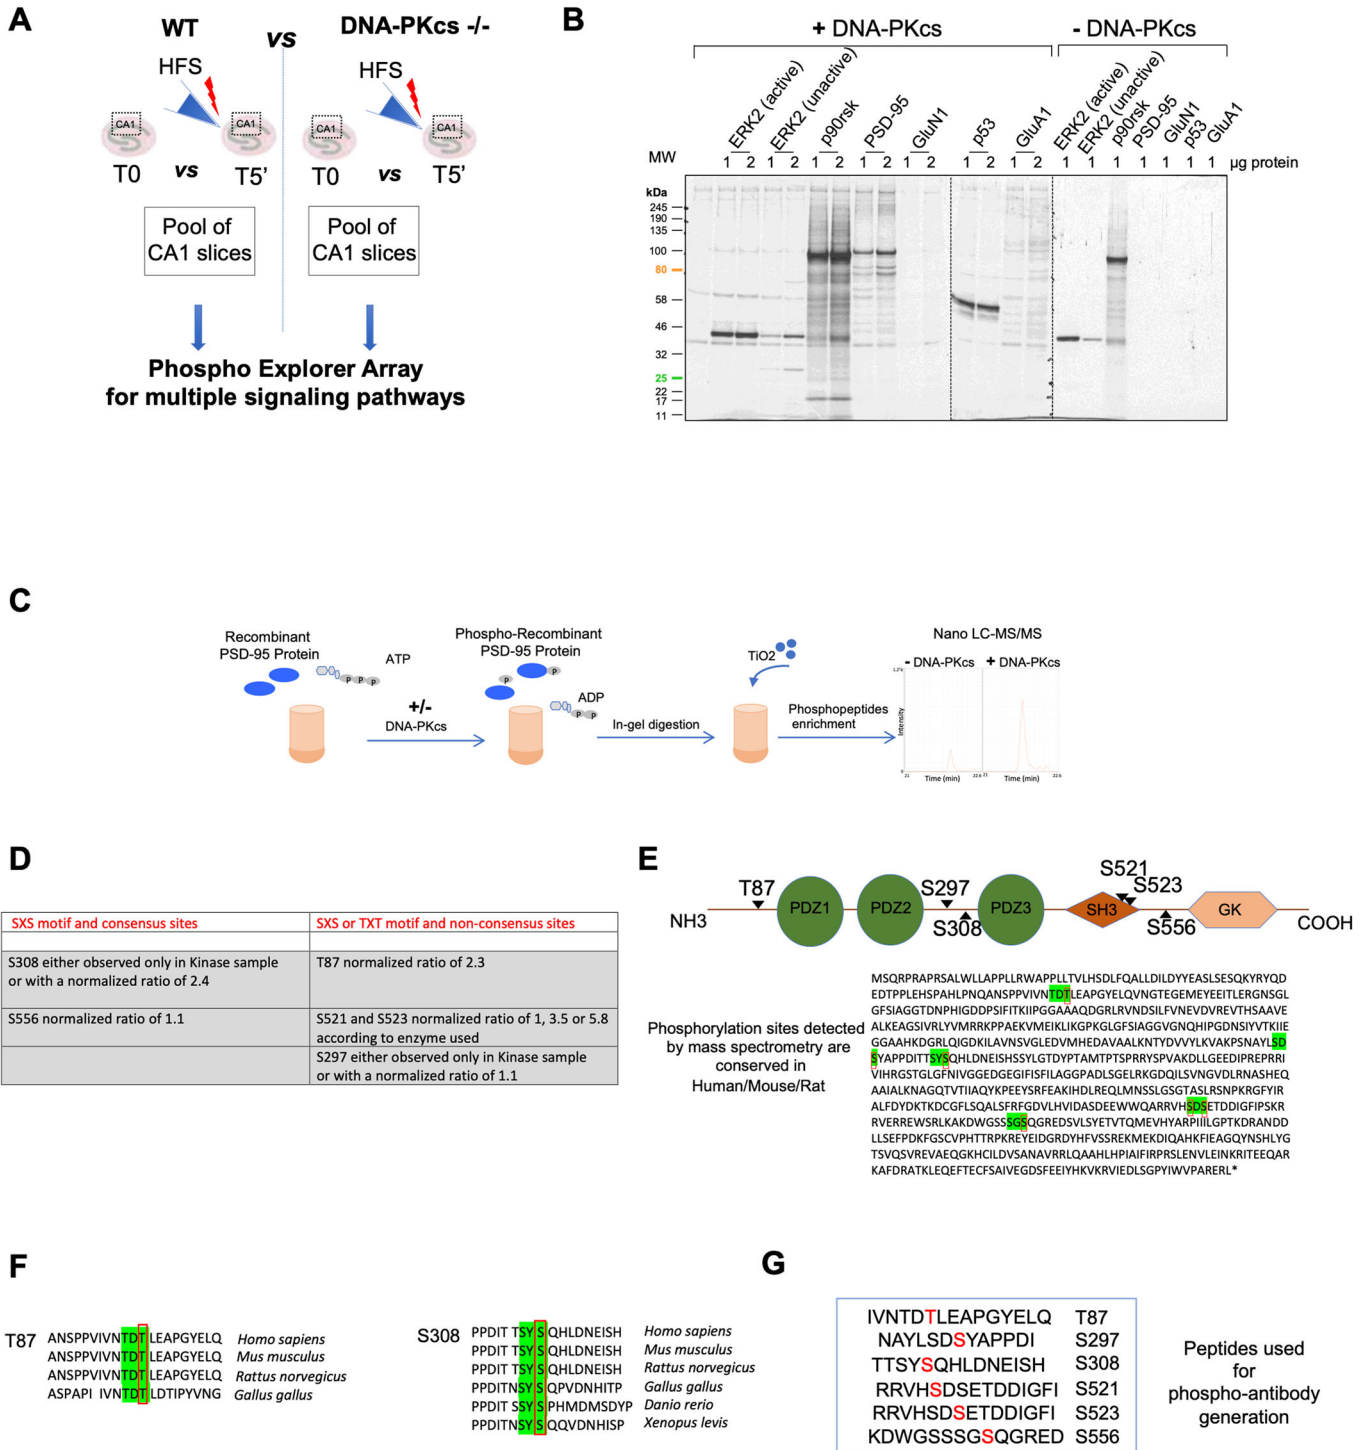 A
WT
vs
DNA-PKcs -/-
HFS
HFS
CA1
CA1
CA1
CA1
T0
vs
T5'
T0
vs
T5'
Pool of
CA1 slices
Pool of
CA1 slices
Phospho Explorer Array
for multiple signaling pathways
B
+ DNA-PKcs
- DNA-PKcs
ERK2 (active)
ERK2 (unactive)
p90rsk
PSD-95
GluN1
p53
GluA1
ERK2 (active)
ERK2 (unactive)
p90rsk
PSD-95
GluN1
p53
GluA1
MW
1 2 1 2 1 2 1 2 1 2 1 2 1 2 1 1 1 1 1 1 1 µg protein
kDa
245
190
135
100
80
58
46
32
25
22
17
11
C
Recombinant
PSD-95 Protein
ATP
P P P
+/-
DNA-PKcs
Phospho-Recombinant
PSD-95 Protein
P
P
ADP
P P
In-gel digestion
TiO2
Phosphopeptides
enrichment
Nano LC-MS/MS
- DNA-PKcs + DNA-PKcs
Intensity
Time (min)
Time (min)
D
SXS motif and consensus sites
SXS or TXT motif and non-consensus sites
S308 either observed only in Kinase sample
or with a normalized ratio of 2.4
T87 normalized ratio of 2.3
S556 normalized ratio of 1.1
S521 and S523 normalized ratio of 1, 3.5 or 5.8
according to enzyme used
S297 either observed only in Kinase sample
or with a normalized ratio of 1.1
E
NH3
T87
PDZ1
PDZ2
S297
S308
PDZ3
SH3
S521
S523
S556
GK
COOH
Phosphorylation sites detected
by mass spectrometry are
conserved in
Human/Mouse/Rat
MSQRPRAPRSALWLLAPPLLRWAPPLLTVLHSDLFQALLDILDYYEASLSESQKYRYQD
EDTPPLEHSPAHLPNQANSPPVIVNTDTLEAPGYELQVNGTEGEMEYEEITLERGNSGL
GFSIAGGTDNPHIGDDPSIFITKIIPGGAAAQDGRLRVNDSILFVNEVDVREVTHSAAVE
ALKEAGSIVRLYVMRRKPPAEKVMEIKLIKGPKGLGFSIAGGVGNQHIPGDNSIYVTKIIE
GGAAHKDGRLQIGDKILAVNSVGLEDVMHEDAVAALKNTYDVVYLKVAKPSNAYLSD
SYAPPDITTSYSQHLDNEISHSSYLGTDYPTAMTPTSPRRYSPVAKDLLGEEDIPREPRRI
VIHRGSTGLGFNIVGGEDGEGIFISFILAGGPADLSGELRKGDQILSVNGVDLRNASHEQ
AAIALKNAGQTVTIIAQYKPEEYSRFEAKIHDLREQLMNSSLGSGTASLRSNPKRGFYIR
ALFDYDKTKDCGFLSQALSFRFGDVLHVIDASDEEWWQARRVHSDSETDDIGFIPSKR
RVERREWSRLKAKDWGSSSGSQGREDSVLSYETVTQMEVHYARPIIILGPTKDRANDD
LLSEFPDKFGSCVPHTTRPKREYEIDGRDYHFVSSREKMEKDIQAHKFIEAGQYNSHLYG
TSVQSVREVAEQGKHCILDVSANAVRRLQAAHLHPIAIFIRPRSLENVLEINKRITEEQAR
KAFDRATKLEQEFTECFSAIVEGDSFEEIYHKVKRVIEDLSGPYIWVPARERL*
F
T87
ANSPPVIVNTDTLEAPGYELQ Homo sapiens
ANSPPVIVNTDTLEAPGYELQ Mus musculus
ANSPPVIVNTDTLEAPGYELQ Rattus norvegicus
ASPAPI IVNTDTLDTIPYVNG Gallus gallus
S308
PPDIT TSYSQHLDNEISH Homo sapiens
PPDIT TSYSQHLDNEISH Mus musculus
PPDIT TSYSQHLDNEISH Rattus norvegicus
PPDITNSYSQPVDNHITP Gallus gallus
PPDIT SSYSPHMDMSDYP Danio rerio
PPDITNSYSQQVDNHISP Xenopus levis
G
IVNTDTLEAPGYELQ T87
NAYLSDSYAPPDI S297
TTSYSQHLDNEISH S308
RRVHSDSETDDIGFI S521
RRVHSDSETDDIGFI S523
KDWGSSSGSQGRED S556
Peptides used
for
phospho-antibody
generation